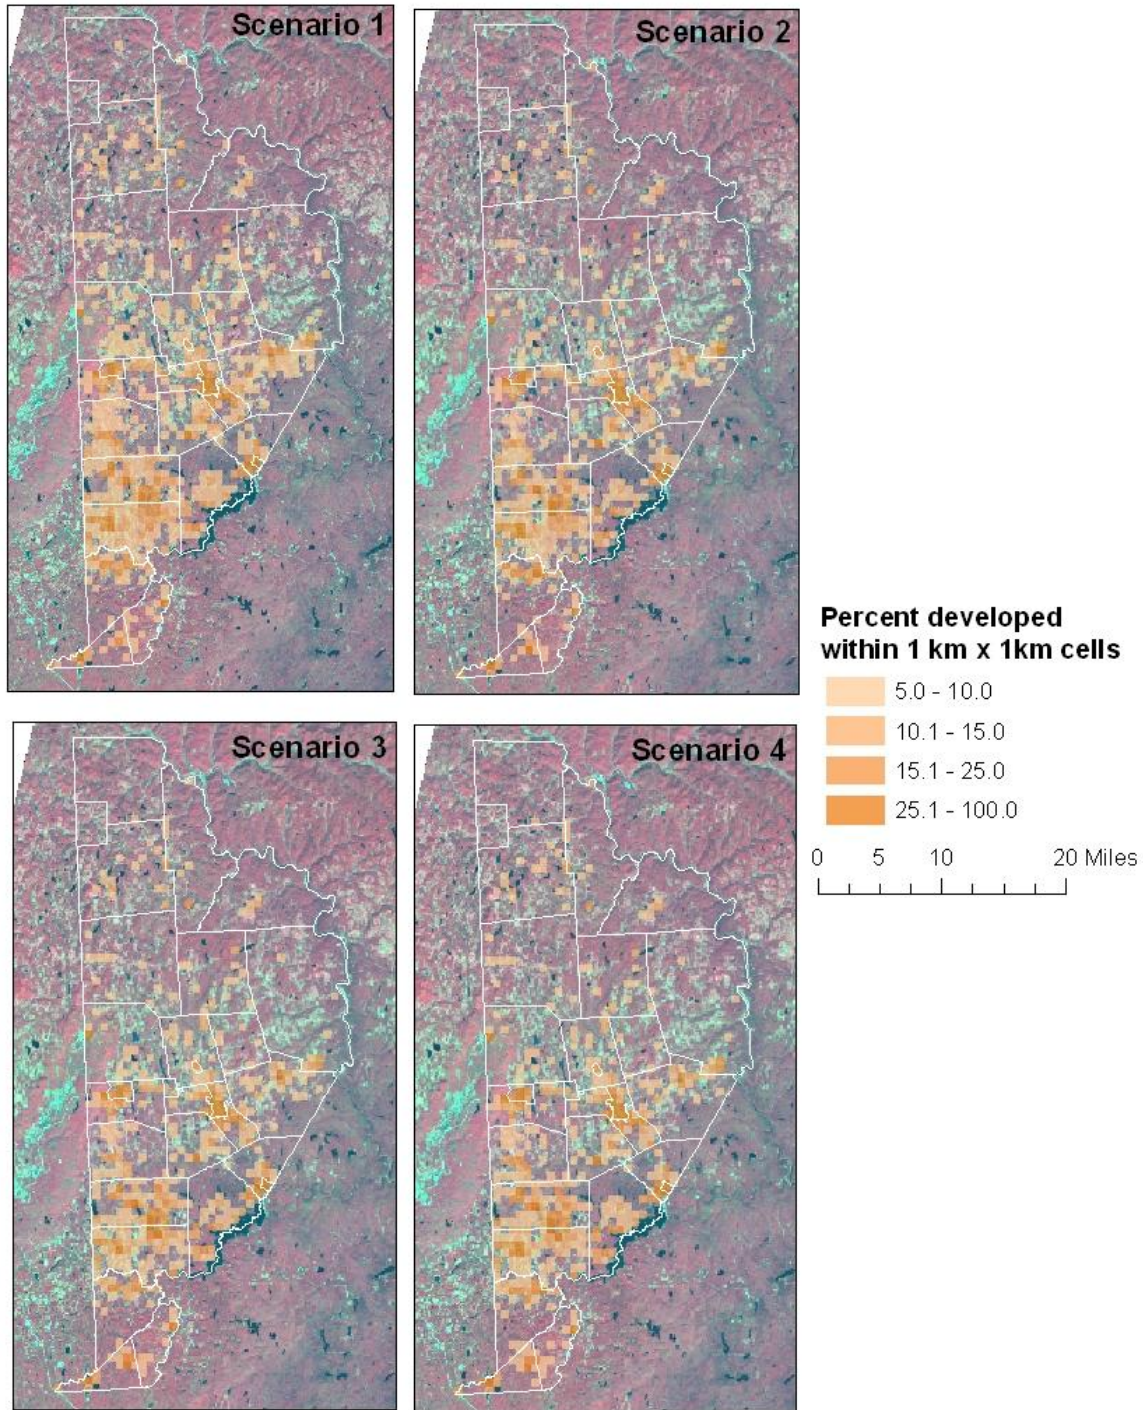 Scenario 1
Scenario 2
Scenario 3
Scenario 4
Percent developed
within 1 km x 1km cells
5.0 - 10.0
10.1 - 15.0
15.1 - 25.0
25.1 - 100.0
0 5 10 20 Miles